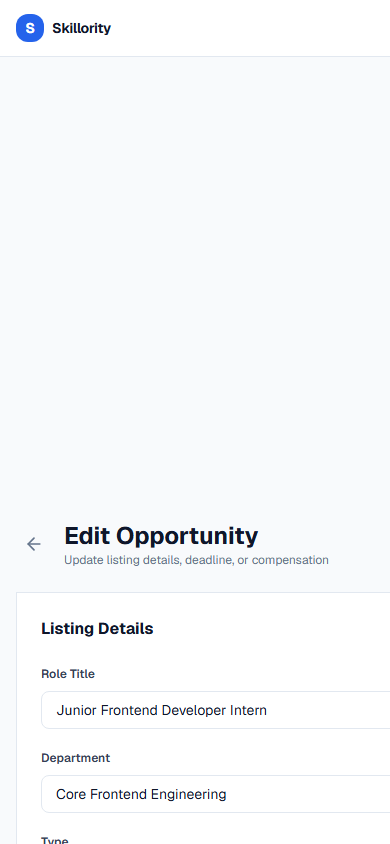 S Skillority
Edit Opportunity
Update listing details, deadline, or compensation
Listing Details
Role Title
Junior Frontend Developer Intern
Department
Core Frontend Engineering
Type